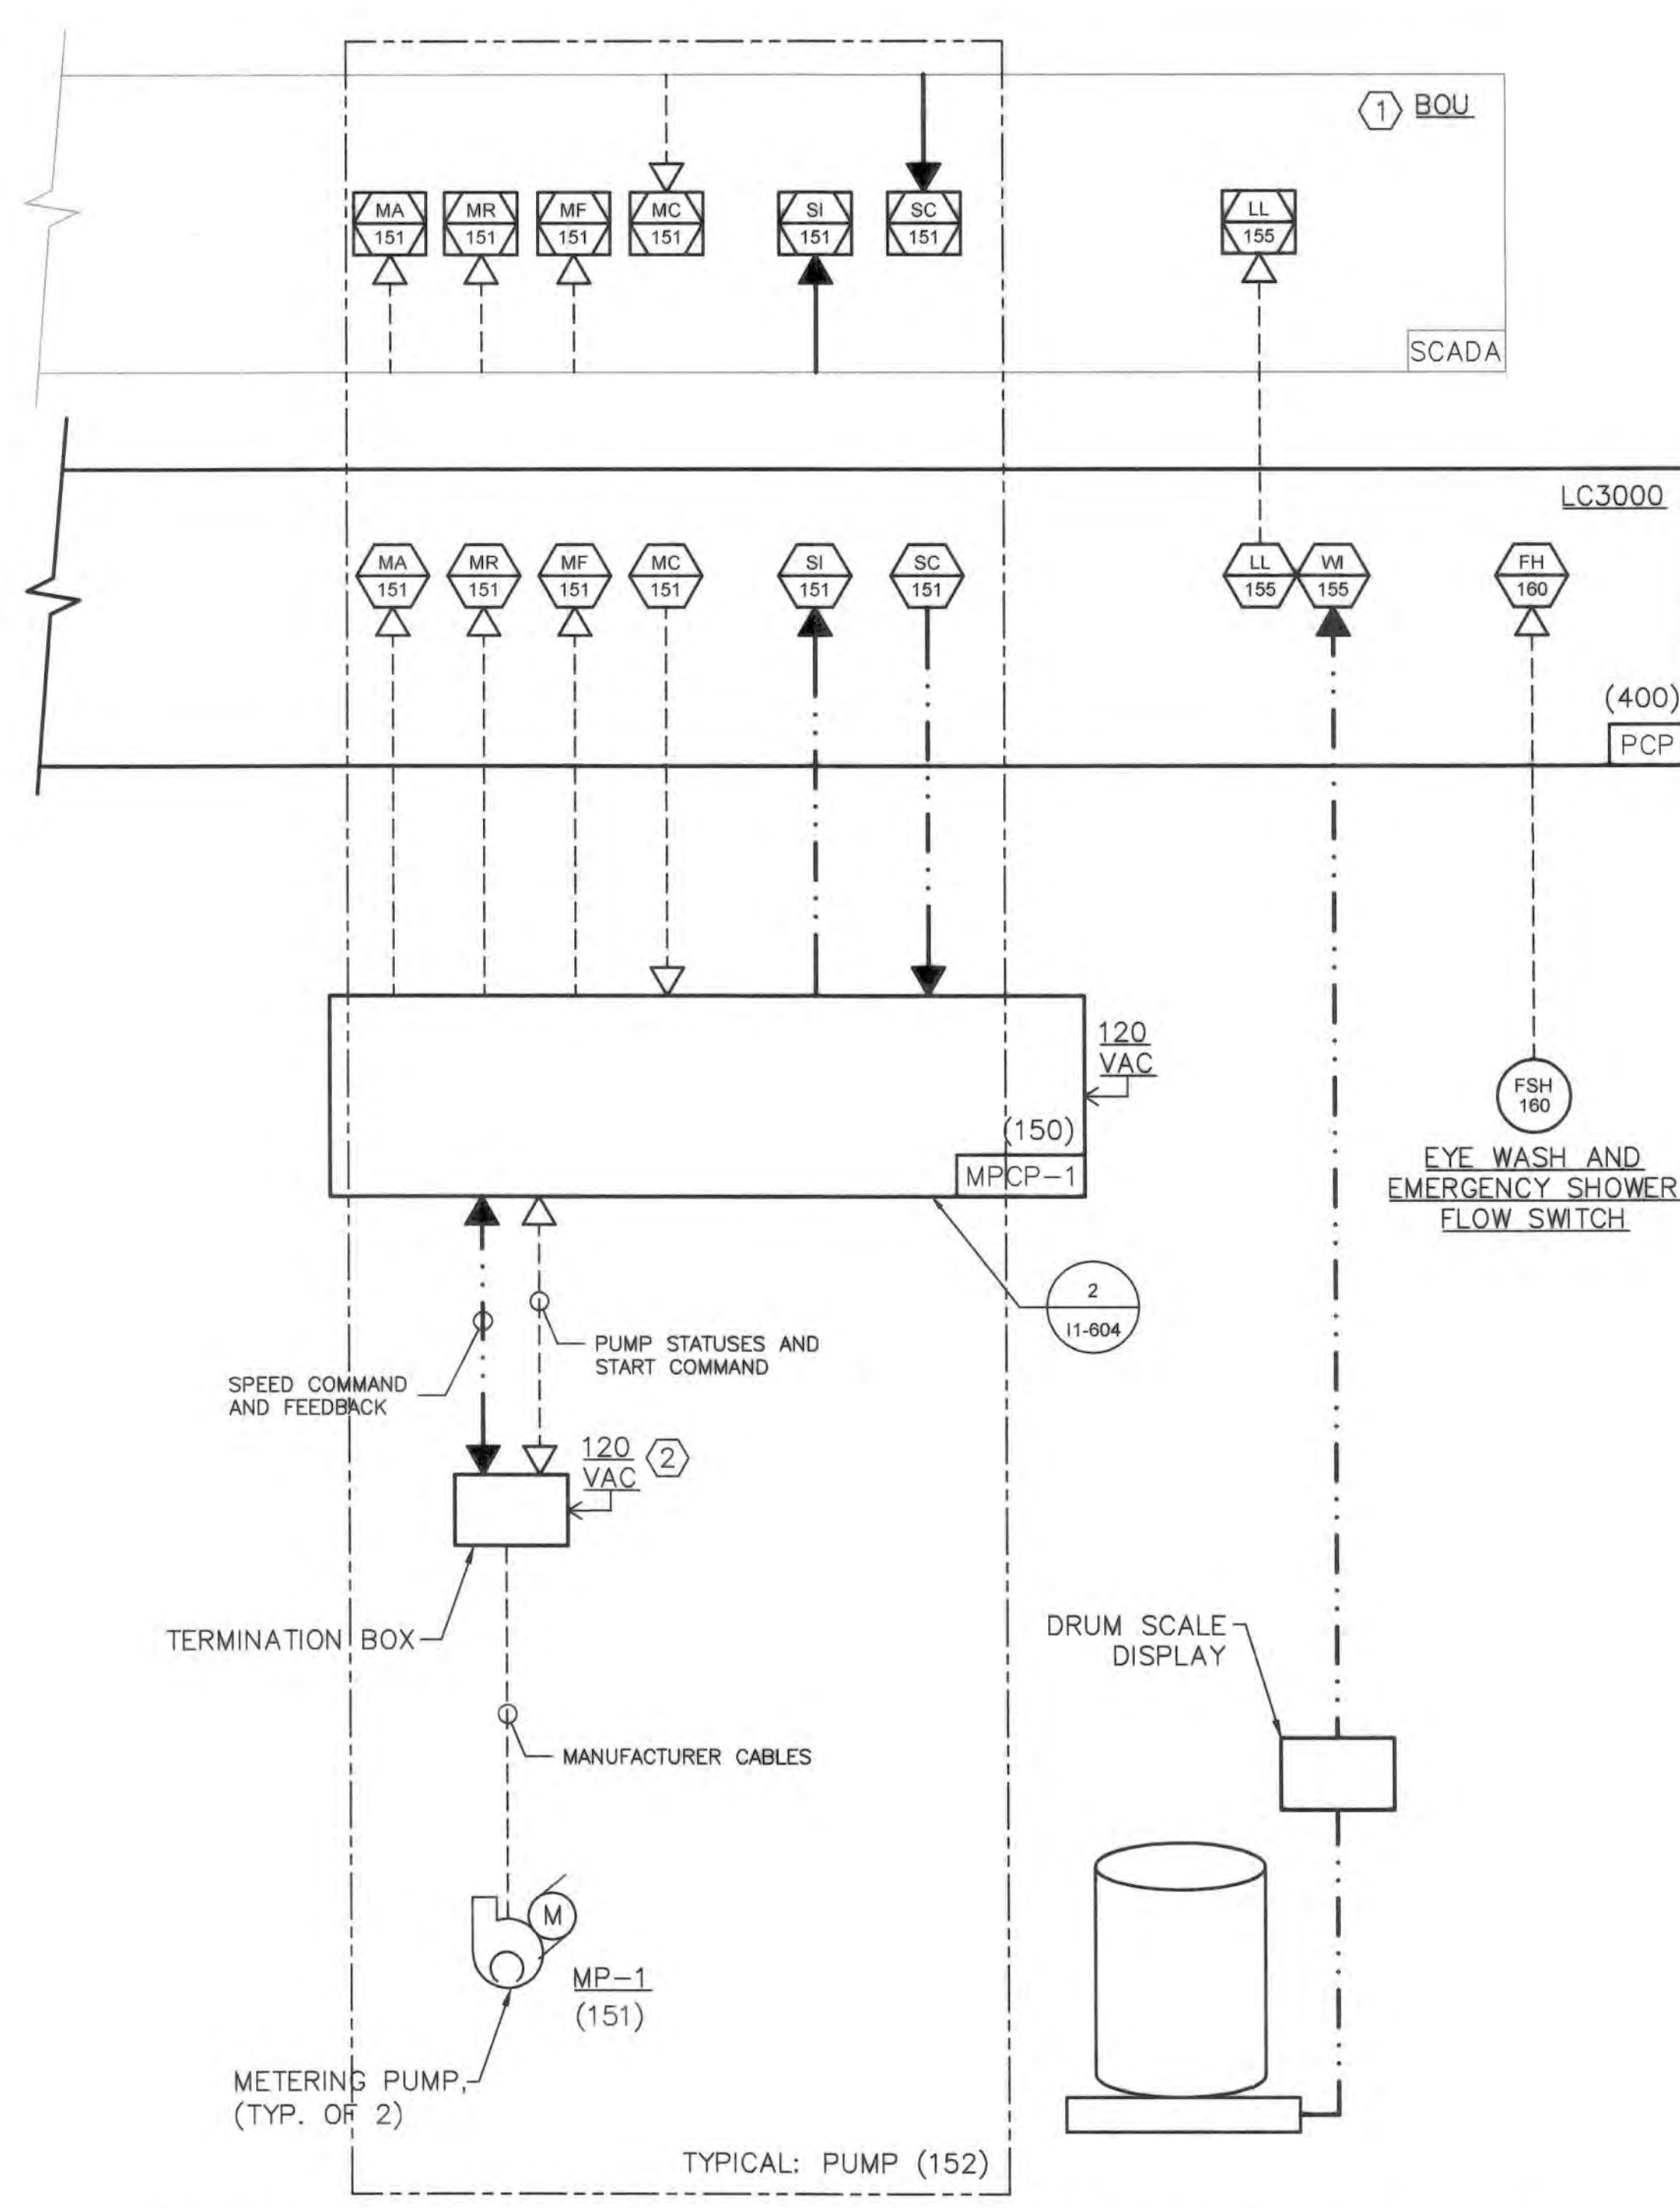 1 BOU
MA
151
MR
151
MF
151
MC
151
SI
151
SC
151
LL
155
SCADA
LC3000
MA
151
MR
151
MF
151
MC
151
SI
151
SC
151
LL
155
WI
155
FH
160
(400)
PCP
120
VAC
(150)
MPCP-1
FSH
160
EYE WASH AND
EMERGENCY SHOWER
FLOW SWITCH
2
I1-604
PUMP STATUSES AND
START COMMAND
SPEED COMMAND
AND FEEDBACK
120
VAC
2
TERMINATION BOX
DRUM SCALE
DISPLAY
MANUFACTURER CABLES
M
MP-1
(151)
METERING PUMP,
(TYP. OF 2)
TYPICAL: PUMP (152)